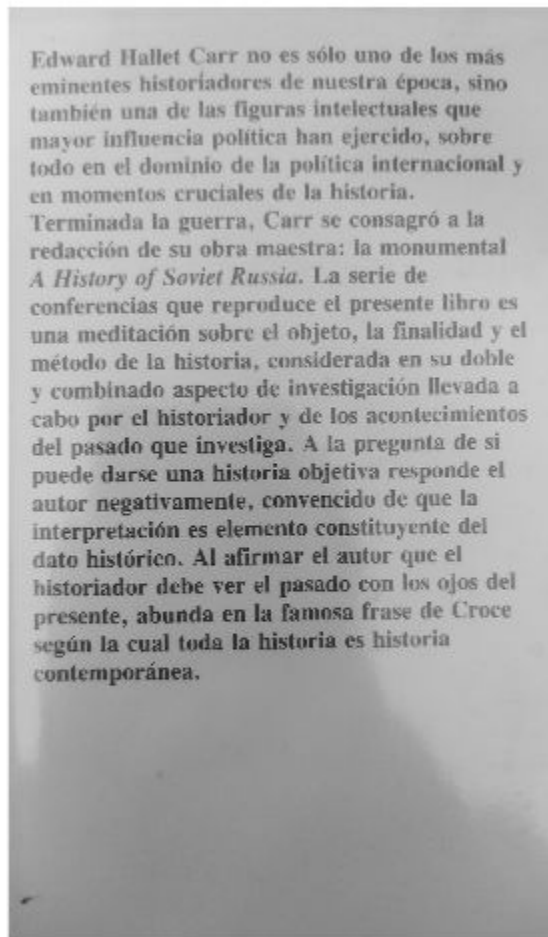 Edward Hallet Carr no es sólo uno de los más
eminentes historiadores de nuestra época, sino
también una de las figuras intelectuales que
mayor influencia política han ejercido, sobre
todo en el dominio de la política internacional y
en momentos cruciales de la historia.
Terminada la guerra, Carr se consagró a la
redacción de su obra maestra: la monumental
A History of Soviet Russia. La serie de
conferencias que reproduce el presente libro es
una meditación sobre el objeto, la finalidad y el
método de la historia, considerada en su doble
y combinado aspecto de investigación llevada a
cabo por el historiador y de los acontecimientos
del pasado que investiga. A la pregunta de si
puede darse una historia objetiva responde el
autor negativamente, convencido de que la
interpretación es elemento constituyente del
dato histórico. Al afirmar el autor que el
historiador debe ver el pasado con los ojos del
presente, abunda en la famosa frase de Croce
según la cual toda la historia es historia
contemporánea.